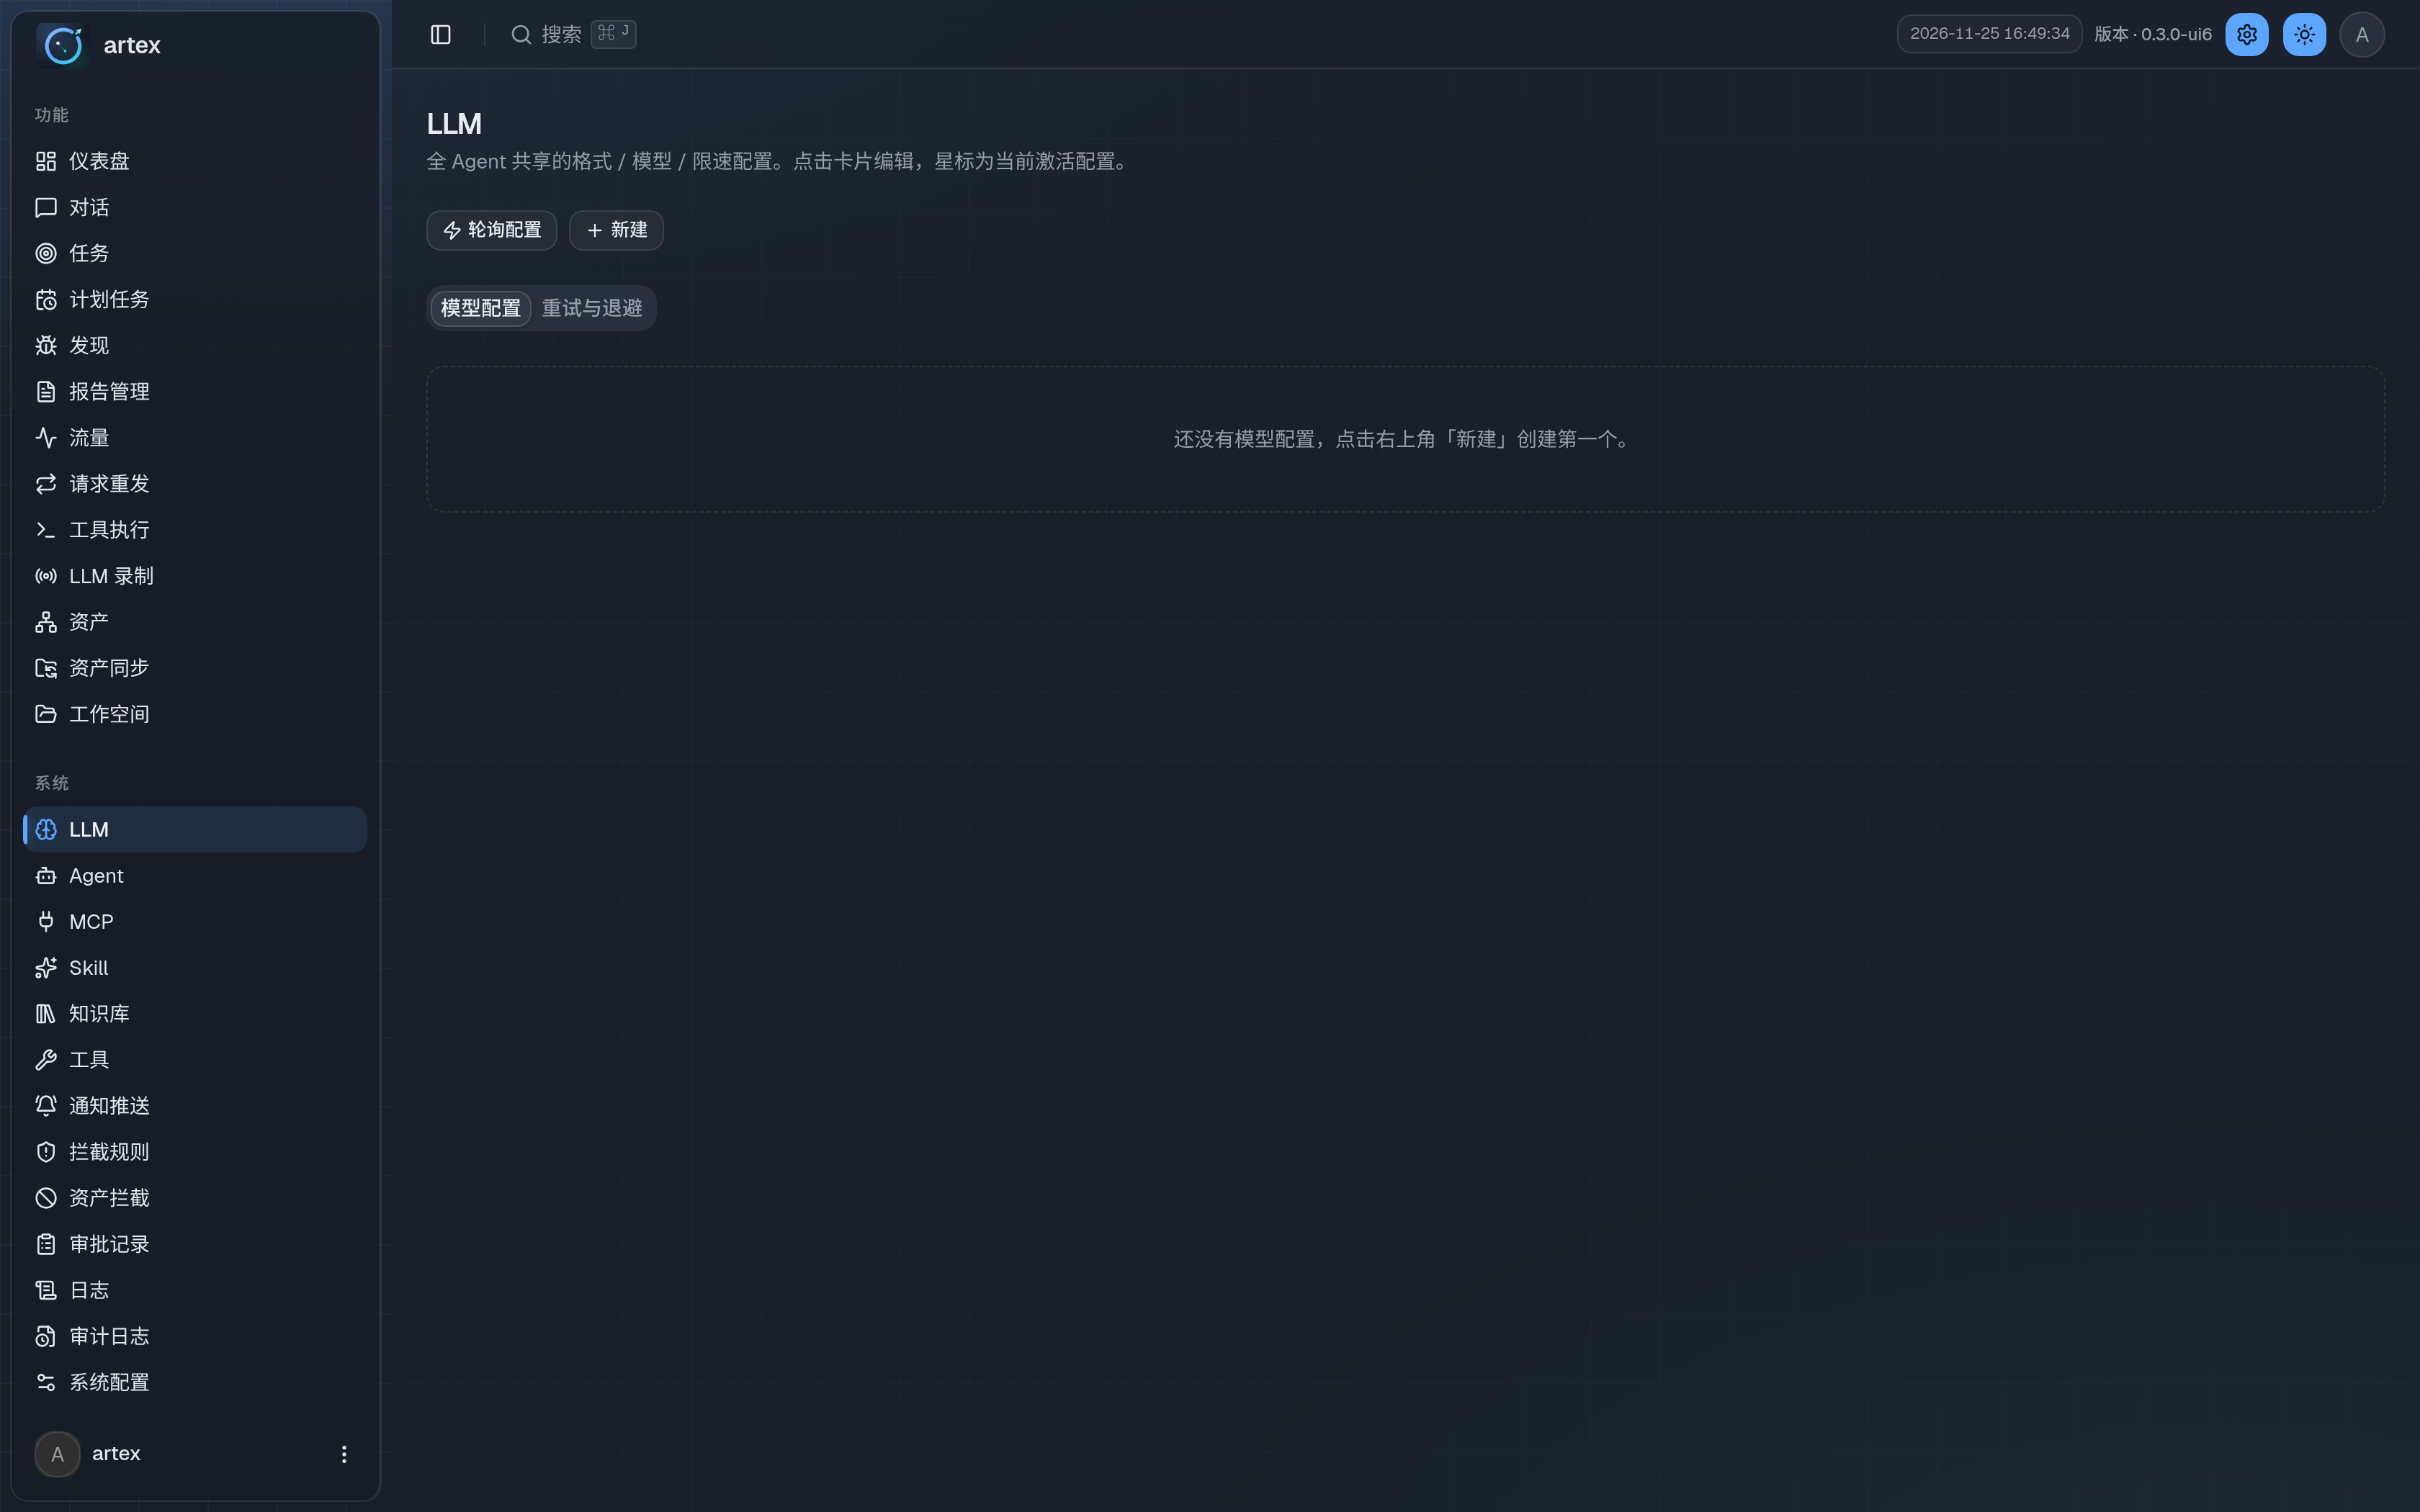 artex
功能
仪表盘
对话
任务
计划任务
发现
报告管理
流量
请求重发
工具执行
LLM 录制
资产
资产同步
工作空间
系统
LLM
Agent
MCP
Skill
知识库
工具
通知推送
拦截规则
资产拦截
审批记录
日志
审计日志
系统配置
A artex
搜索 ⌘ J
2026-11-25 16:49:34 版本 · 0.3.0-ui6 A
LLM
全 Agent 共享的格式 / 模型 / 限速配置。点击卡片编辑，星标为当前激活配置。
轮询配置 新建
模型配置 重试与退避
还没有模型配置，点击右上角「新建」创建第一个。